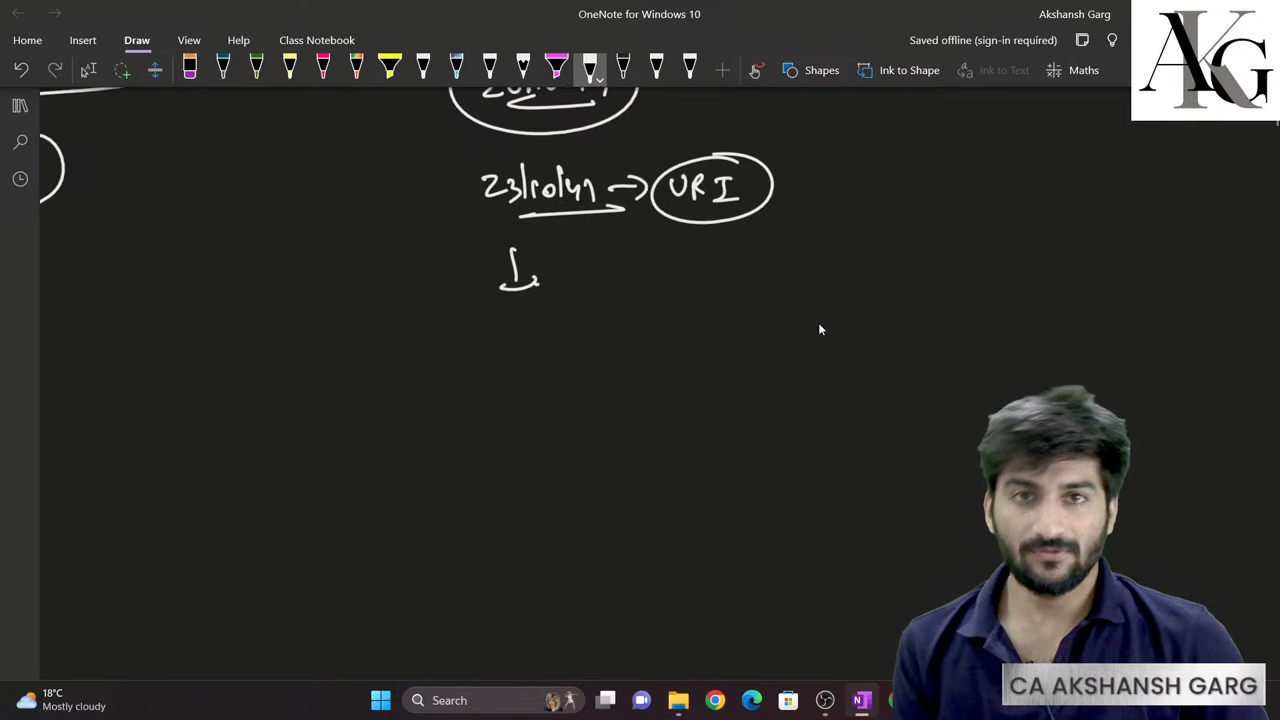 OneNote for Windows 10
Akshansh Garg
Home Insert Draw View Help Class Notebook
Saved offline (sign-in required)
Shapes Ink to Shape Ink to Text Maths
AKG
→ URI
18°C
Mostly cloudy
Search
CA AKSHANSH GARG